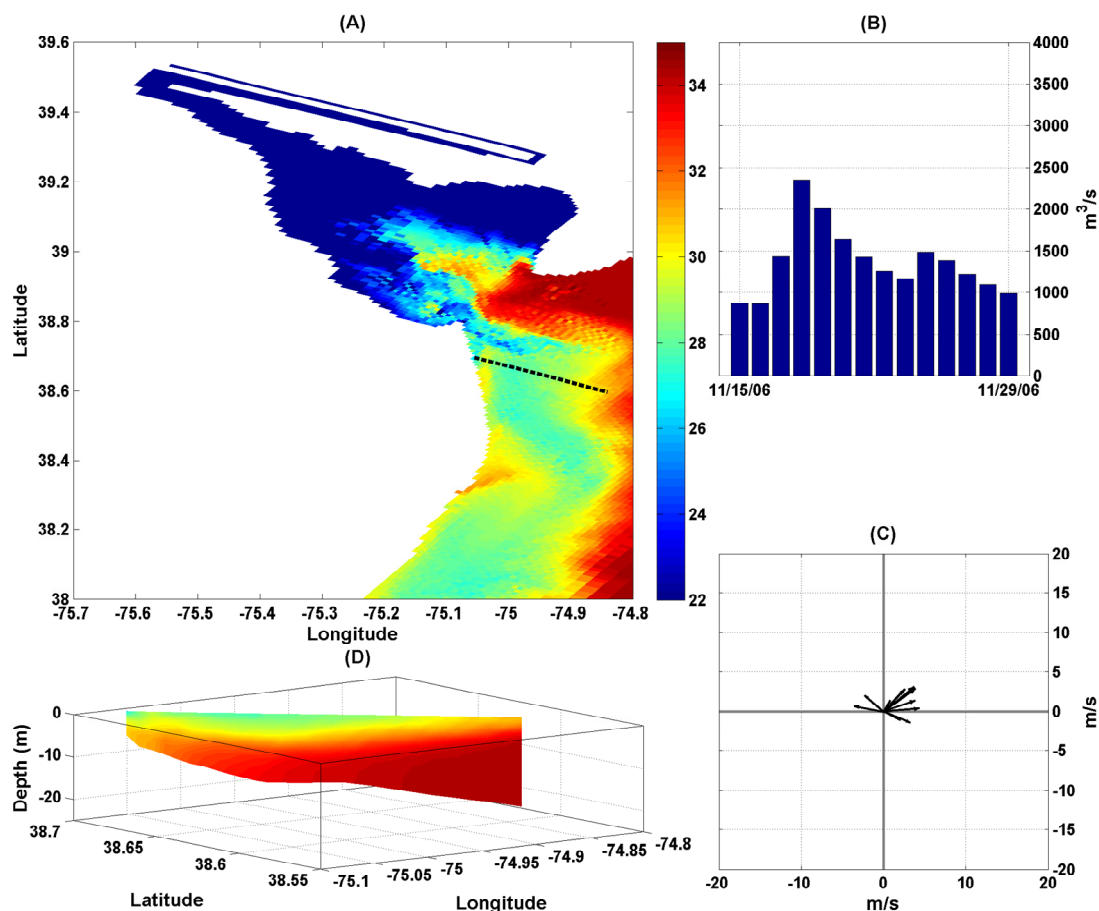 (A)
39.6
39.4
39.2
39
38.8
38.6
38.4
38.2
38
Latitude
-75.7 -75.6 -75.5 -75.4 -75.3 -75.2 -75.1 -75 -74.9 -74.8
Longitude
34
32
30
28
26
24
22
(B)
4000
3500
3000
2500
2000
1500
1000
500
0
m³/s
11/15/06 11/29/06
(C)
20
15
10
5
0
-5
-10
-15
-20
m/s
-20 -10 0 10 20
m/s
(D)
0
-10
-20
Depth (m)
38.7
38.65
38.6
38.55
Latitude
-75.1 -75.05 -75 -74.95 -74.9 -74.85 -74.8
Longitude